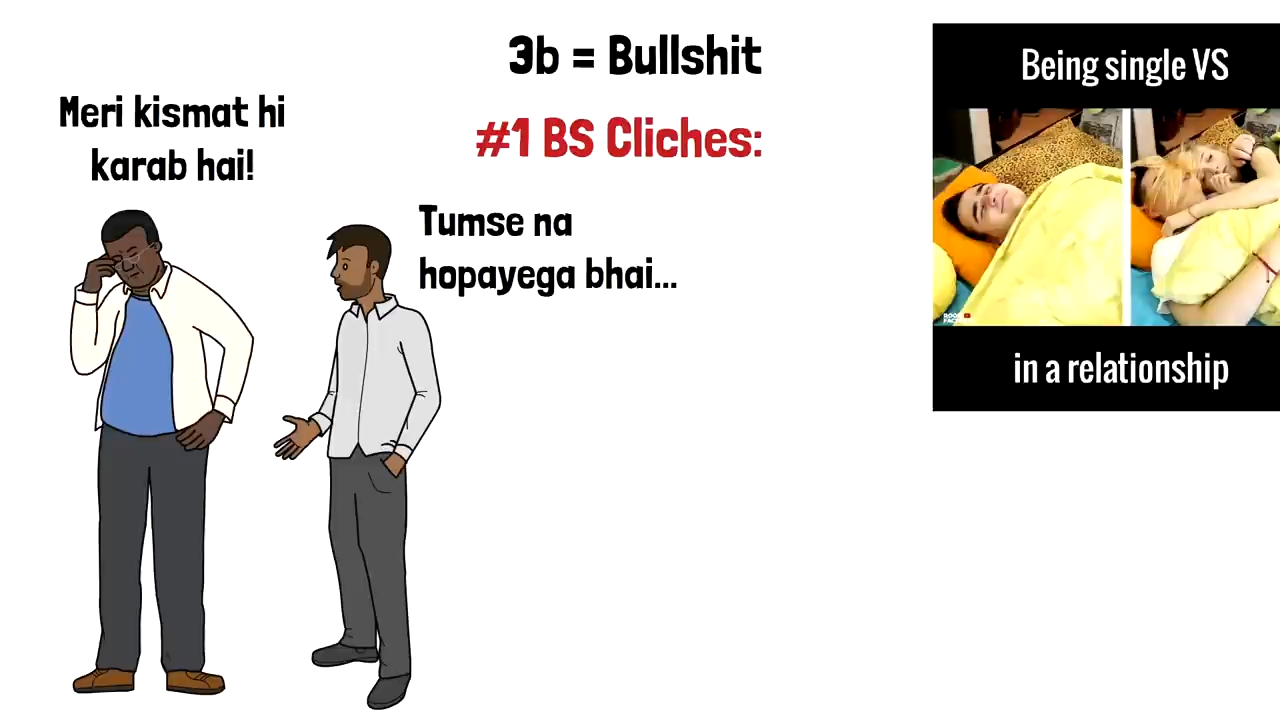 3b = Bullshit
#1 BS Cliches:
Meri kismat hi
karab hai!
Tumse na
hopayega bhai...
Being single VS
in a relationship